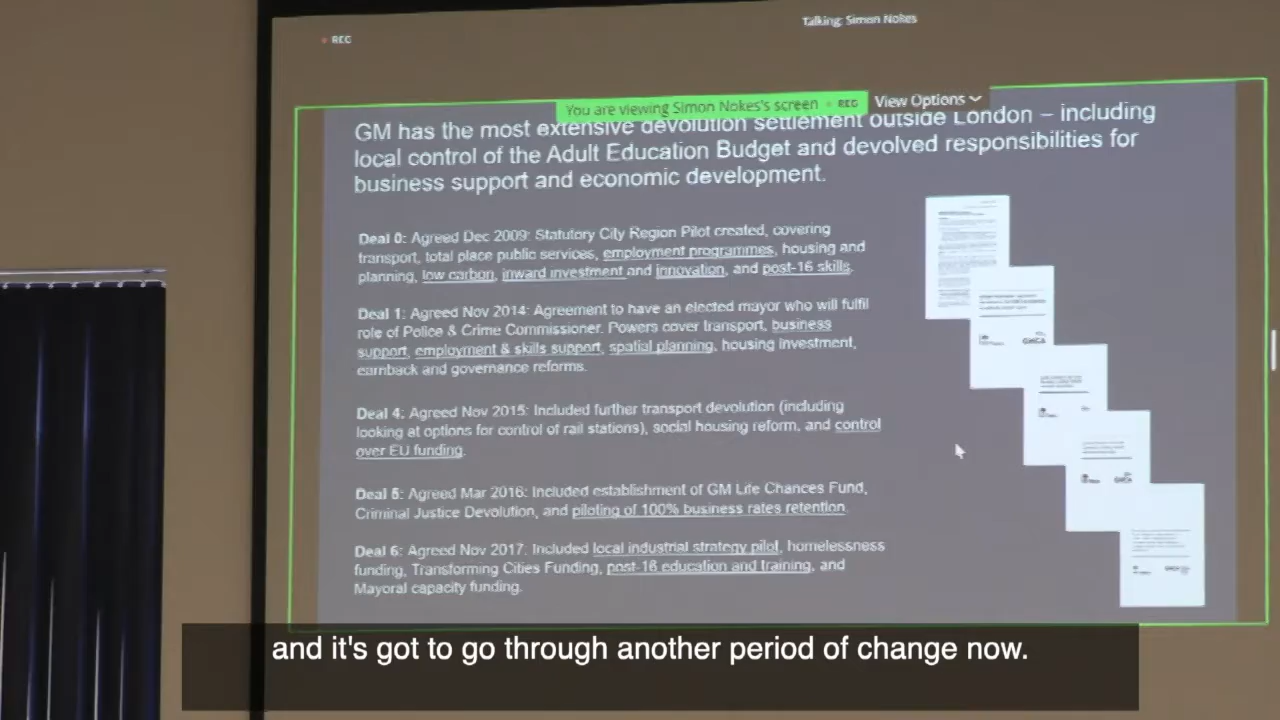 REC
Talking: Simon Nokes
You are viewing Simon Nokes's screen
REC
View Options
GM has the most extensive devolution settlement outside London – including
local control of the Adult Education Budget and devolved responsibilities for
business support and economic development.
Deal 0: Agreed Dec 2009: Statutory City Region Pilot created, covering
transport, total place public services, employment programmes, housing and
planning, low carbon, inward investment and innovation, and post-16 skills.
Deal 1: Agreed Nov 2014: Agreement to have an elected mayor who will fulfil
role of Police & Crime Commissioner. Powers cover transport, business
support, employment & skills support, spatial planning, housing investment,
earnback and governance reforms.
Deal 4: Agreed Nov 2015: Included further transport devolution (including
looking at options for control of rail stations), social housing reform, and control
over EU funding.
Deal 5: Agreed Mar 2016: Included establishment of GM Life Chances Fund,
Criminal Justice Devolution, and piloting of 100% business rates retention.
Deal 6: Agreed Nov 2017: Included local industrial strategy pilot, homelessness
funding, Transforming Cities Funding, post-16 education and training, and
Mayoral capacity funding.
GMCA
GMCA
GMCA
and it's got to go through another period of change now.